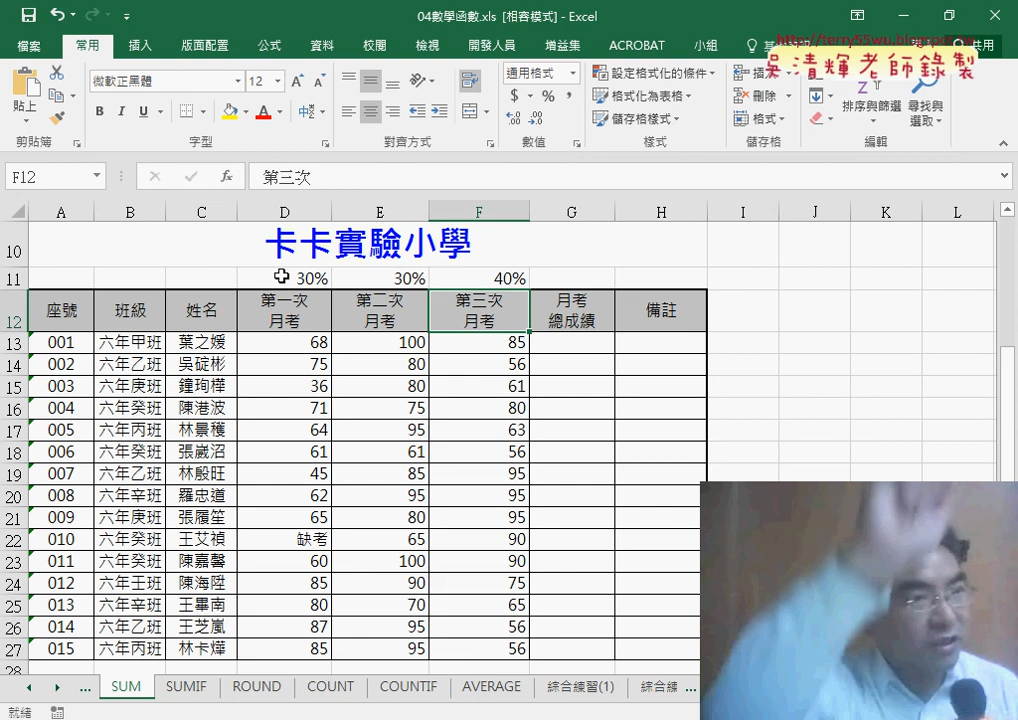 04數學函數.xls [相容模式] - Excel
http://terry55wu.blogspot.
吳清輝老師錄製
檔案 常用 插入 版面配置 公式 資料 校閱 檢視 開發人員 增益集 ACROBAT 小組 共用
貼上
微軟正黑體 12
通用格式
設定格式化的條件
格式化為表格
儲存格樣式
插
刪除
格式
排序與篩選 尋找與
選取
剪貼簿 字型 對齊方式 數值 樣式 儲存格 編輯
F12 fx 第三次
A B C D E F G H I J K L
10 卡卡實驗小學
11 30% 30% 40%
12 座號 班級 姓名 第一次月考 第二次月考 第三次月考 月考總成績 備註
13 001 六年甲班 葉之媛 68 100 85
14 002 六年乙班 吳碇彬 75 80 56
15 003 六年庚班 鐘珣樺 36 80 61
16 004 六年癸班 陳港波 71 75 80
17 005 六年丙班 林景穫 64 95 63
18 006 六年癸班 張崴沼 61 61 56
19 007 六年乙班 林殷旺 45 85 95
20 008 六年辛班 羅忠道 62 95 95
21 009 六年庚班 張履笙 65 80 95
22 010 六年癸班 王艾禎 缺考 65 90
23 011 六年癸班 陳嘉馨 60 100 90
24 012 六年壬班 陳海陞 85 90 75
25 013 六年辛班 王畢南 80 70 65
26 014 六年乙班 王芝嵐 87 95 56
27 015 六年丙班 林卡燁 85 95 56
28
... SUM SUMIF ROUND COUNT COUNTIF AVERAGE 綜合練習(1) 綜合練 ...
就緒